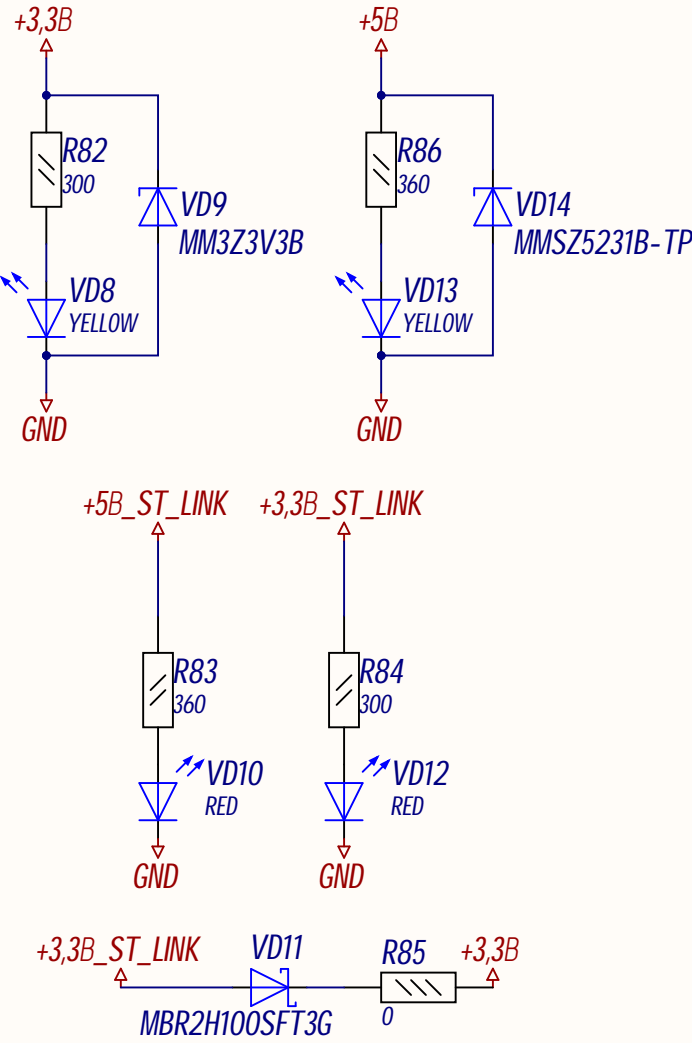 +3,3В
R82
300
VD9
MM3Z3V3B
VD8
YELLOW
GND
+5В
R86
360
VD14
MMSZ5231B-TP
VD13
YELLOW
GND
+5В_ST_LINK
R83
360
VD10
RED
GND
+3,3В_ST_LINK
R84
300
VD12
RED
GND
+3,3В_ST_LINK
VD11
MBR2H100SFT3G
R85
0
+3,3В